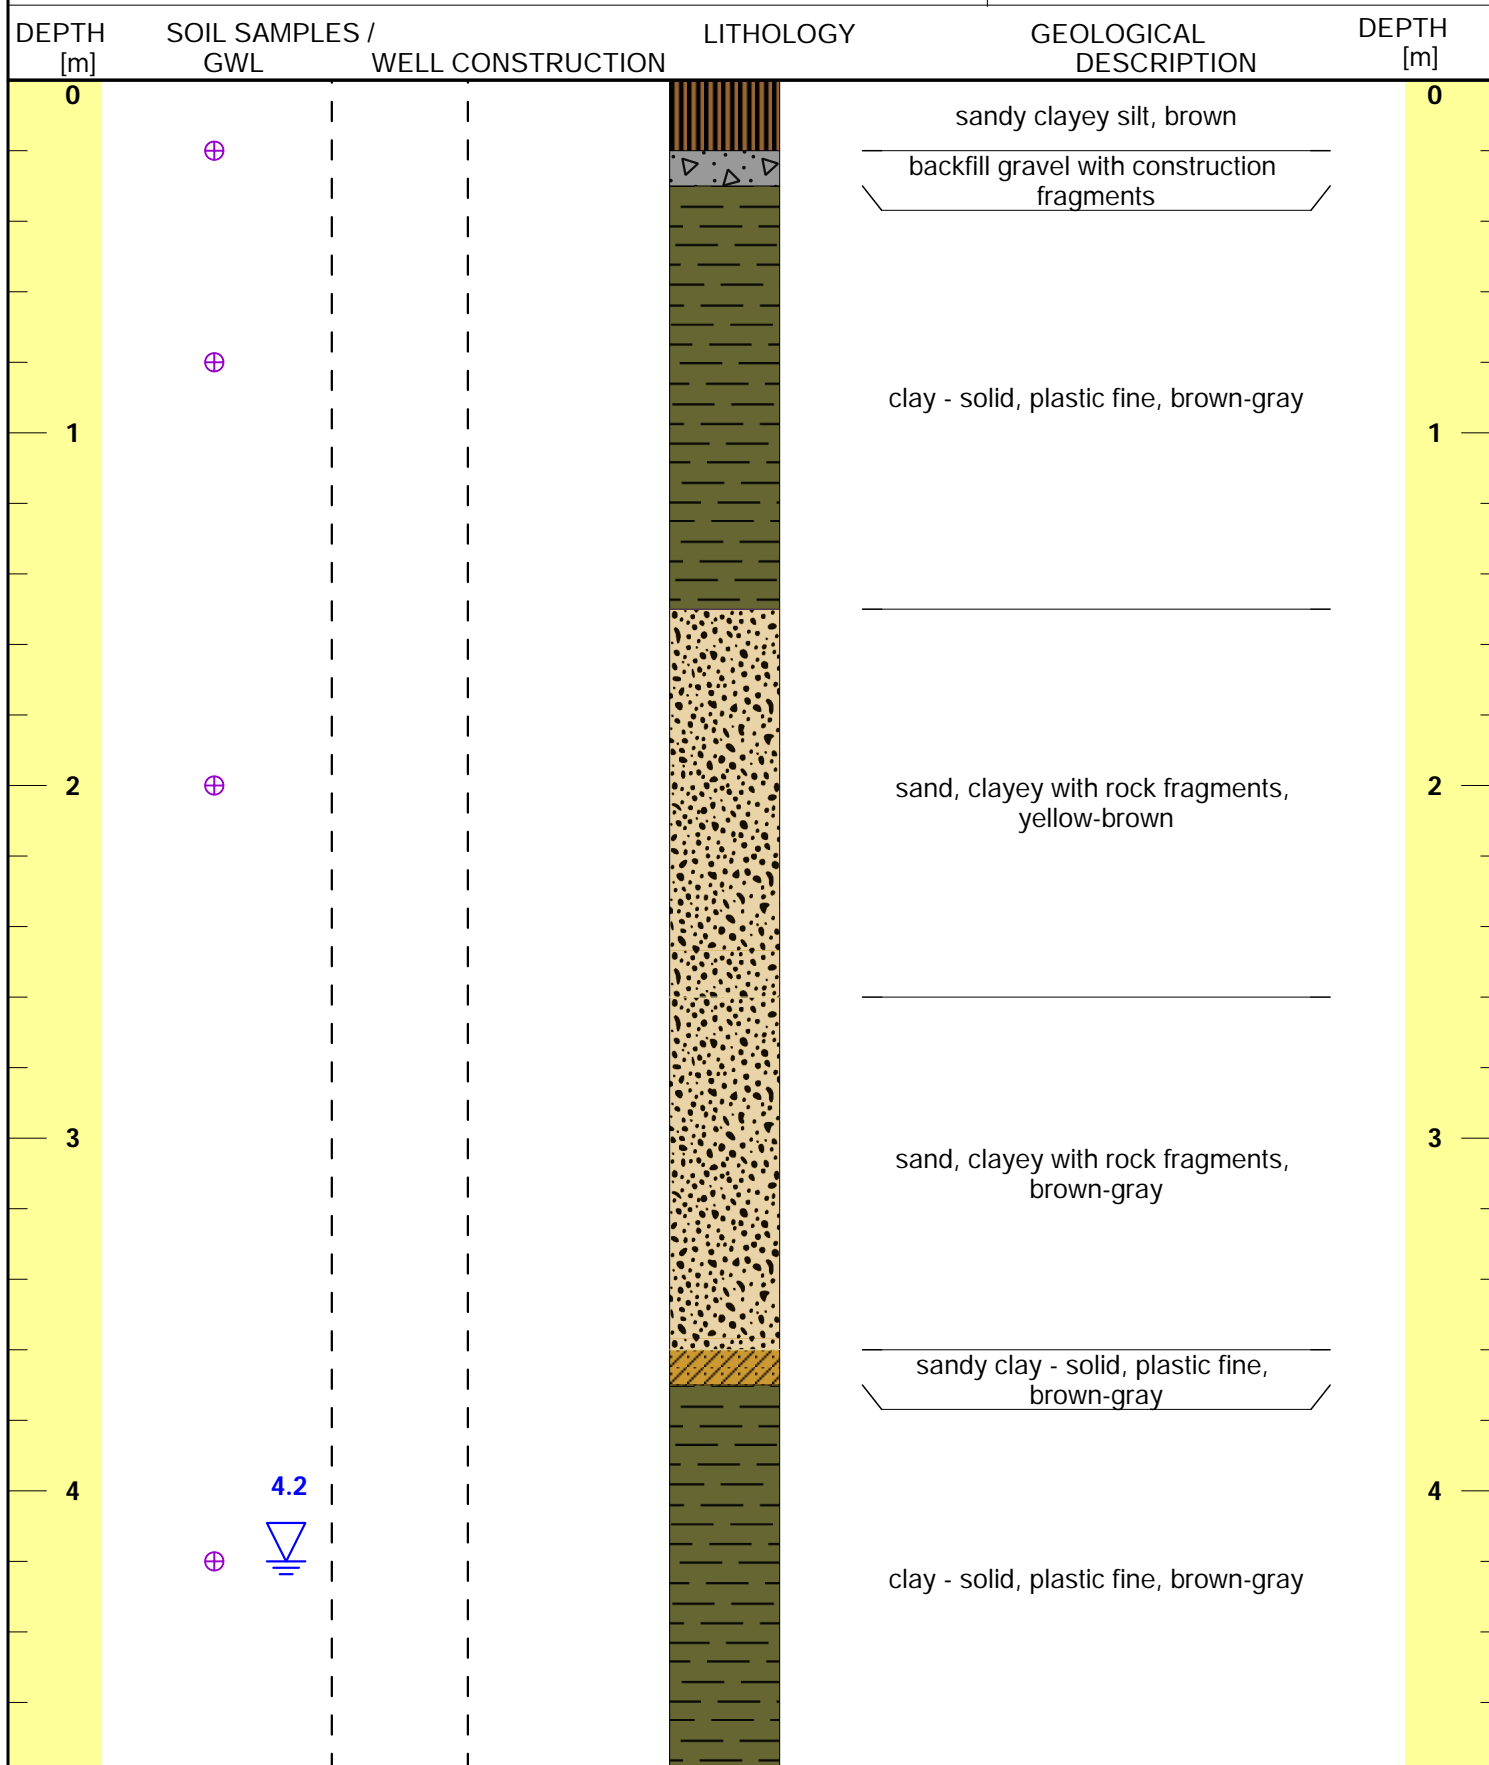 DEPTH
[m]
SOIL SAMPLES /
GWL
WELL CONSTRUCTION
LITHOLOGY
GEOLOGICAL
DESCRIPTION
DEPTH
[m]
0
sandy clayey silt, brown
0
backfill gravel with construction
fragments
clay - solid, plastic fine, brown-gray
1
1
2
sand, clayey with rock fragments,
yellow-brown
2
3
sand, clayey with rock fragments,
brown-gray
3
sandy clay - solid, plastic fine,
brown-gray
4
4.2
4
clay - solid, plastic fine, brown-gray